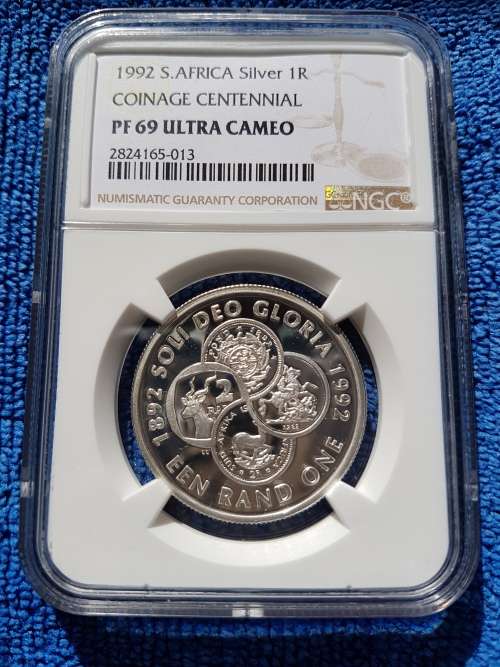 1992 S.AFRICA Silver 1R
COINAGE CENTENNIAL
PF 69 ULTRA CAMEO
2824165-013
NUMISMATIC GUARANTY CORPORATION
NGC®
1892 SOLI DEO GLORIA 1992
EEN RAND ONE